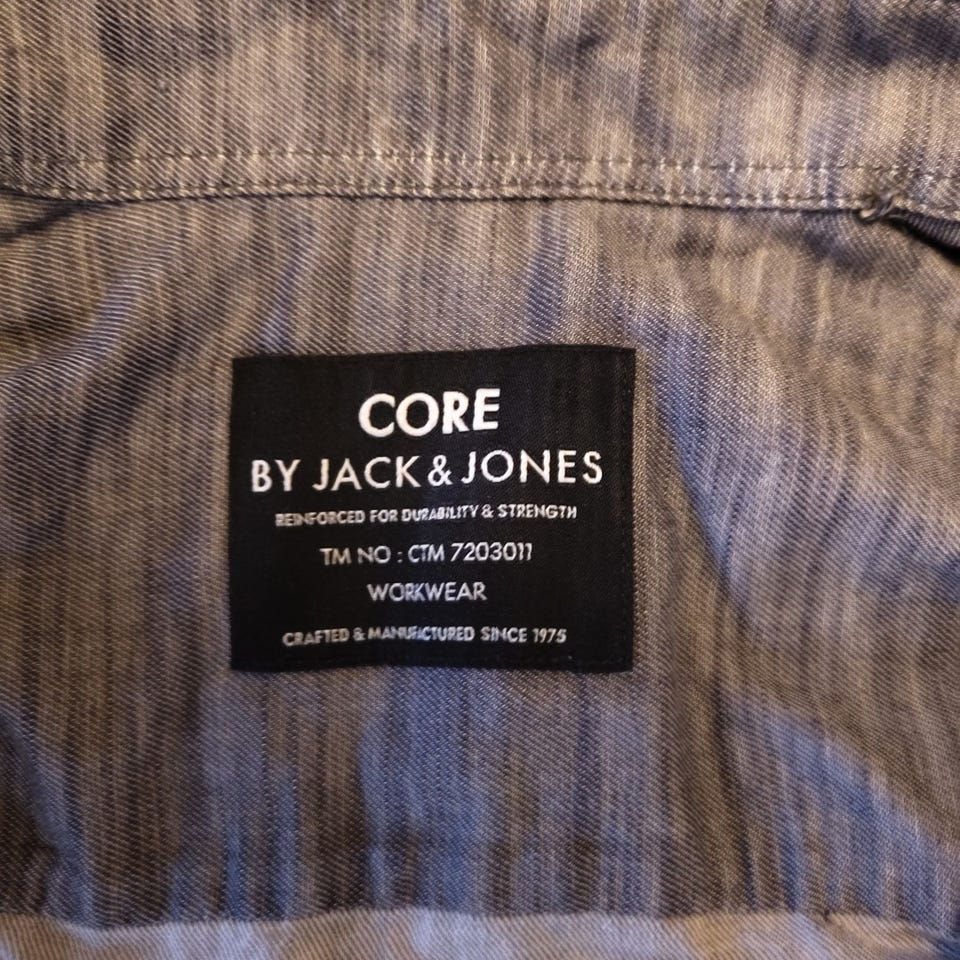 CORE
BY JACK & JONES
REINFORCED FOR DURABILITY & STRENGTH
TM NO : CTM 7203011
WORKWEAR
CRAFTED & MANUFACTURED SINCE 1975